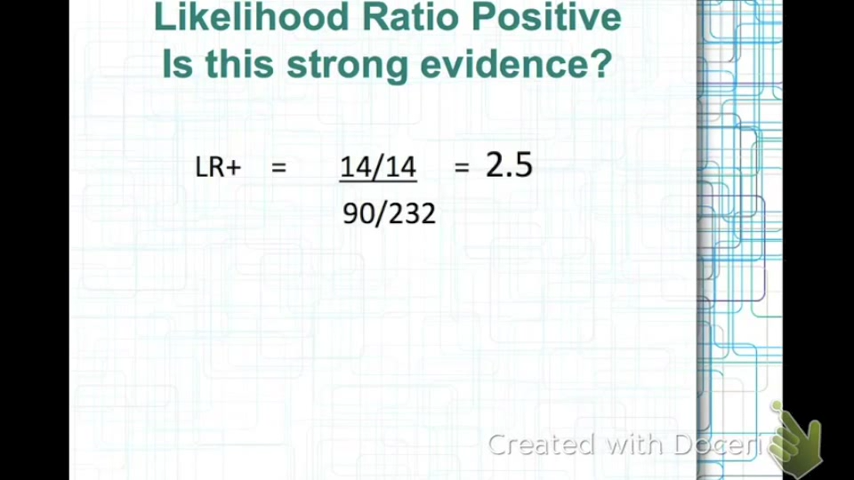 Likelihood Ratio Positive
Is this strong evidence?
LR+ = 14/14 = 2.5
90/232
Created with Doceri